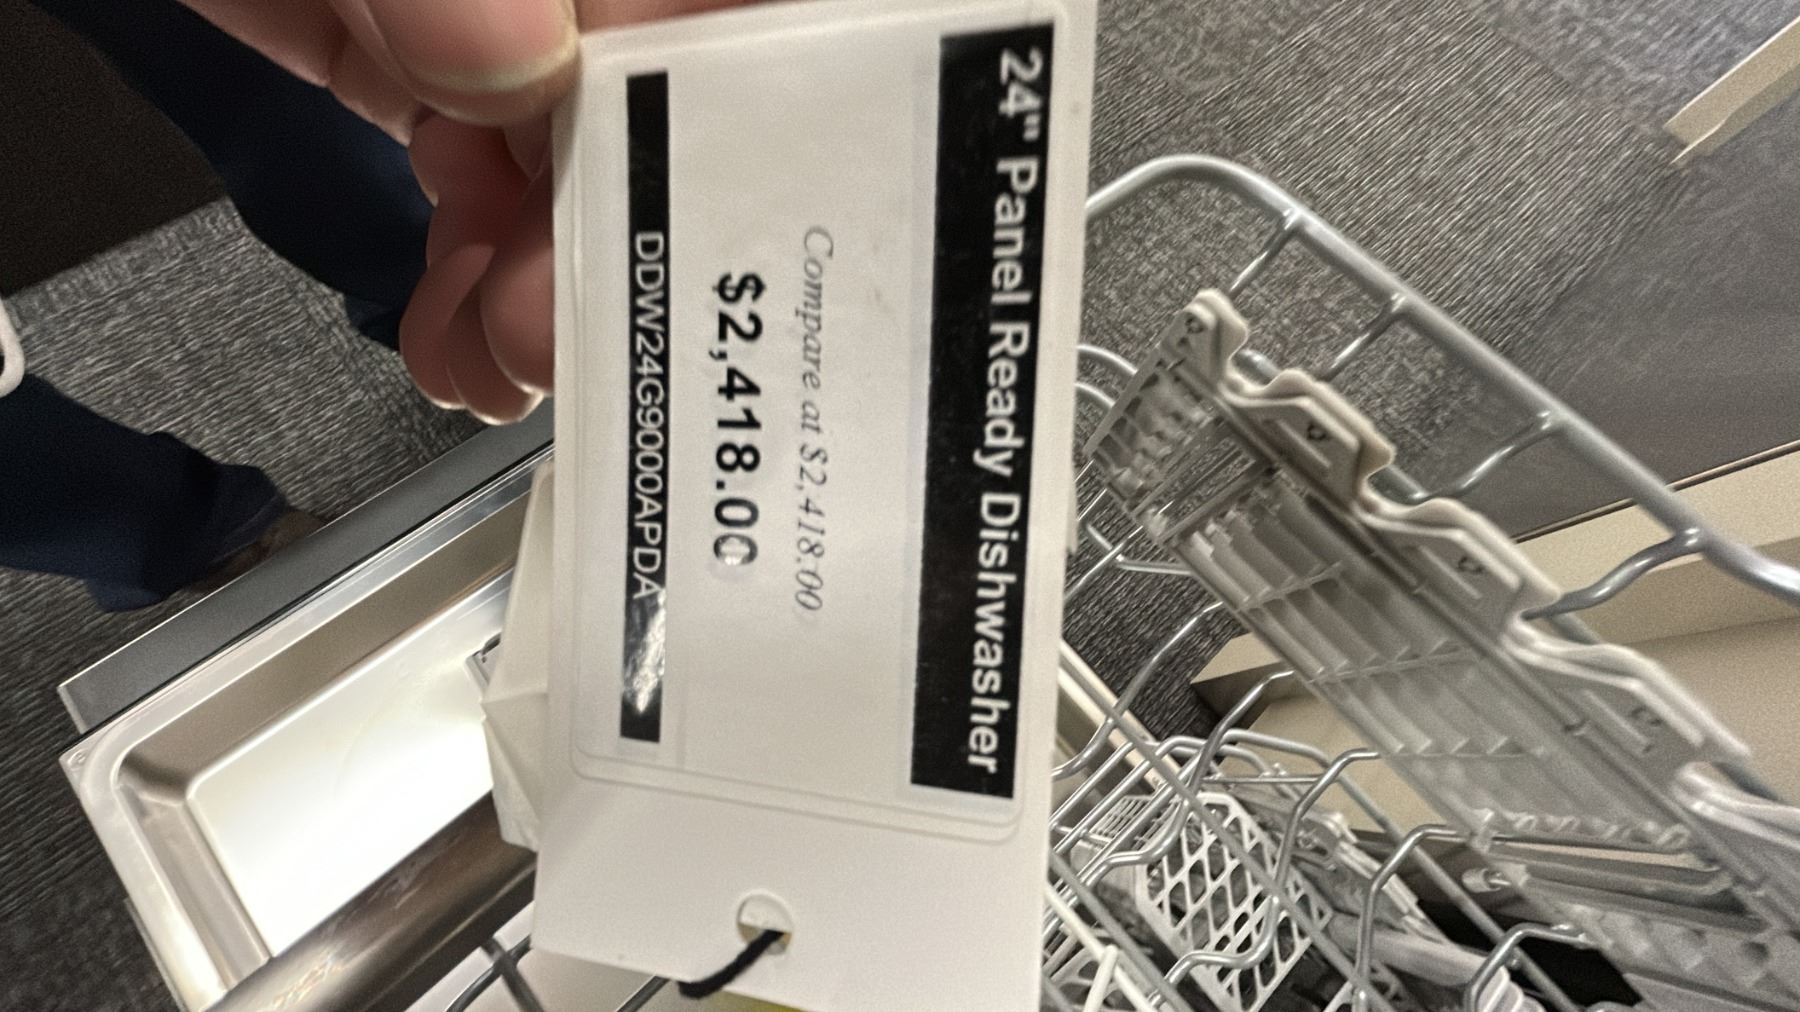 24" Panel Ready Dishwasher
Compare at $2,418.00
$2,418.00
DDW24G9000APDA